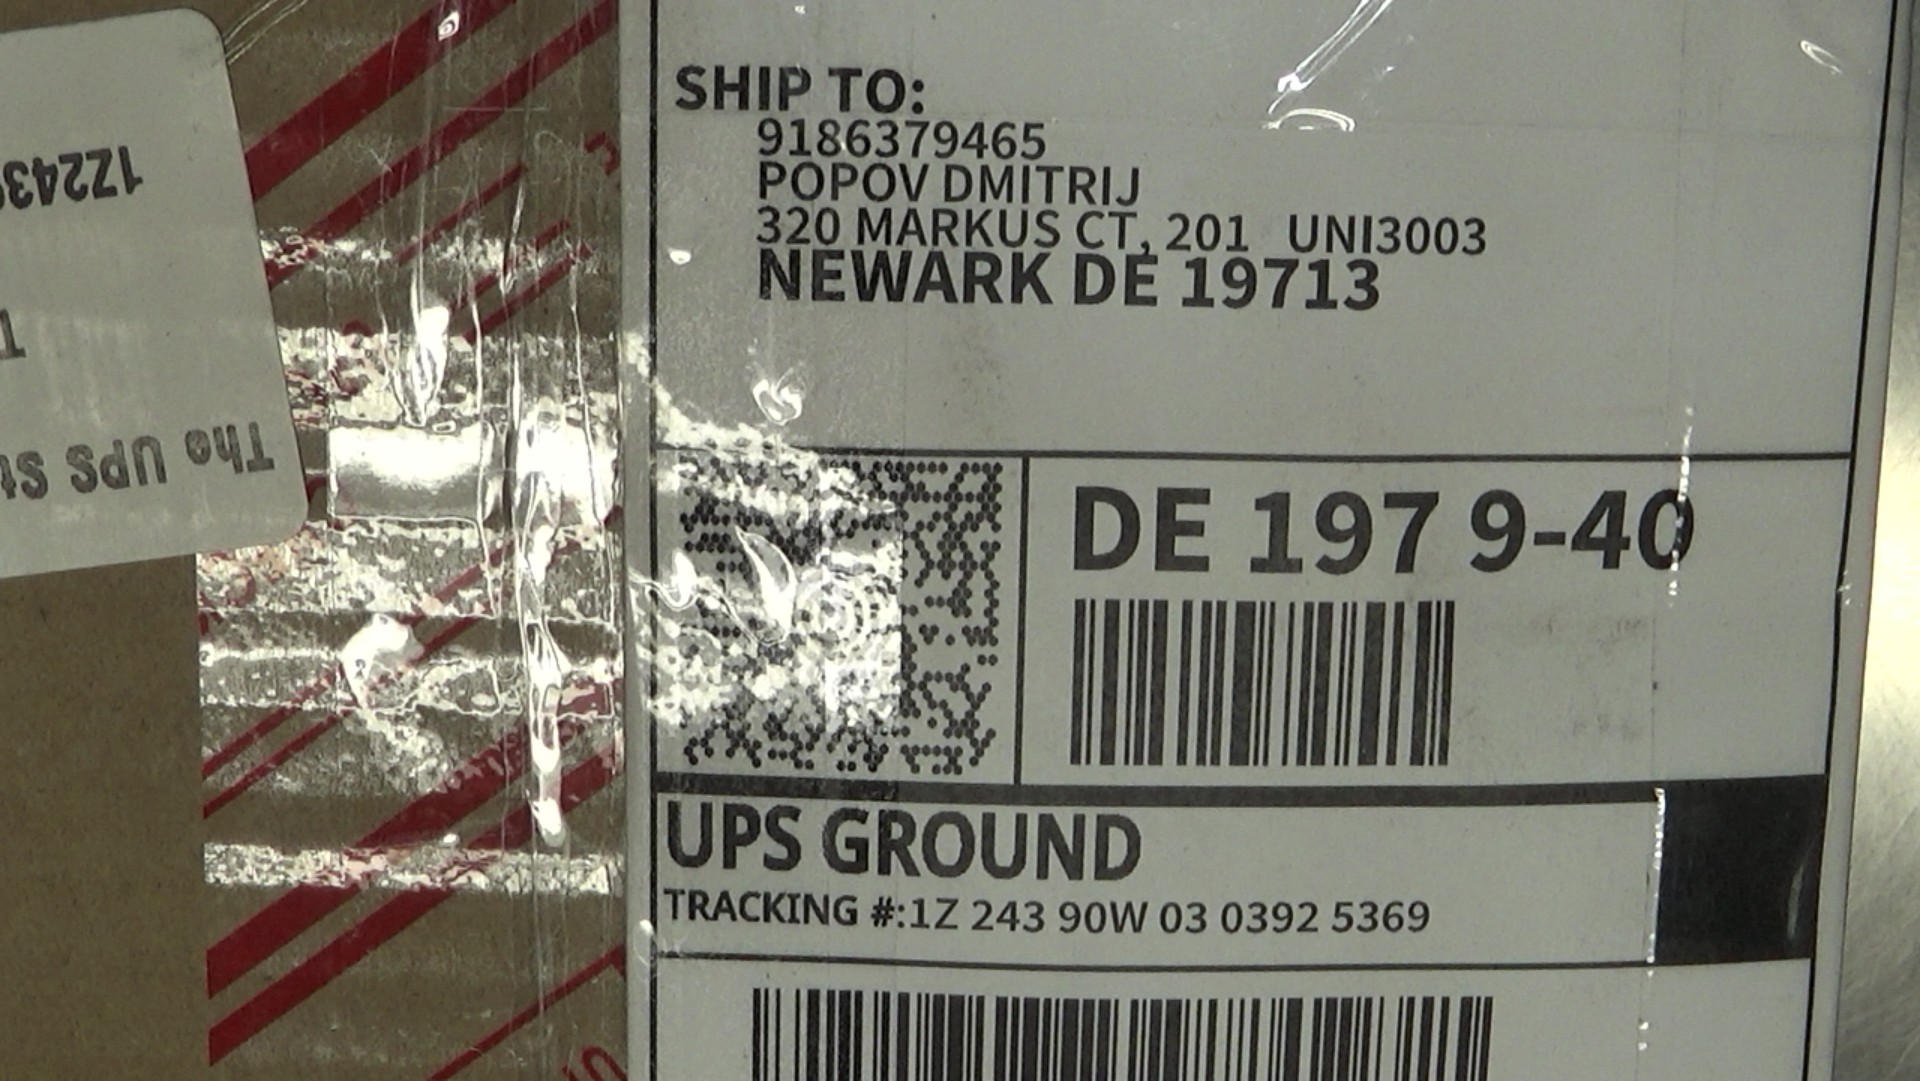 SHIP TO:
9186379465
POPOV DMITRIJ
320 MARKUS CT, 201 UNI3003
NEWARK DE 19713
DE 197 9-40
UPS GROUND
TRACKING #:1Z 243 90W 03 0392 5369
1Z243
The UPS St